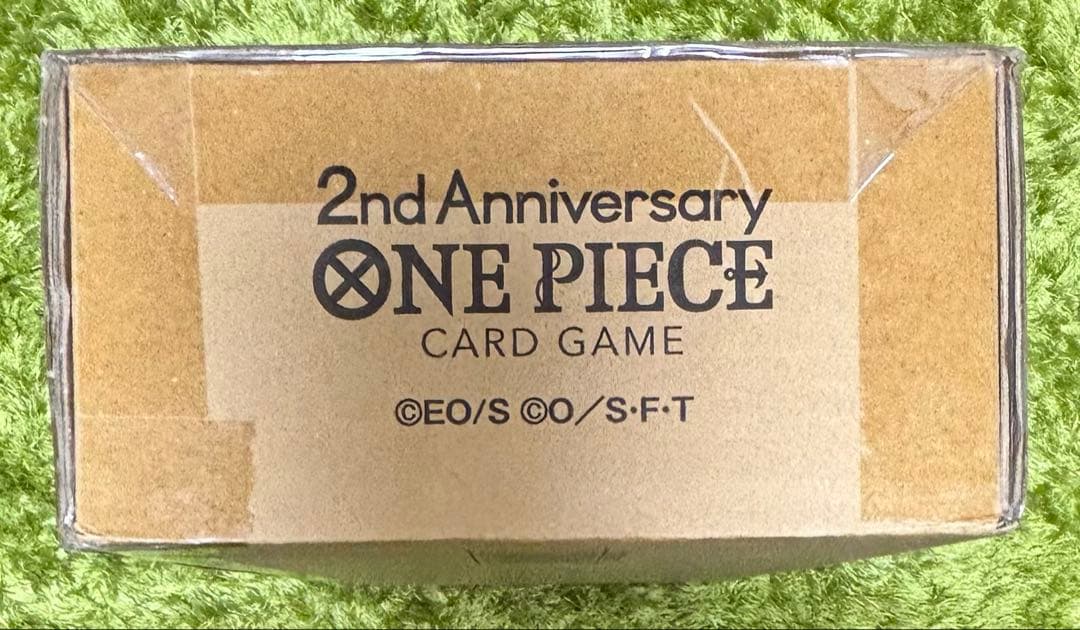 2nd Anniversary
ONE PIECE
CARD GAME
©EO/S ©O／S·F·T